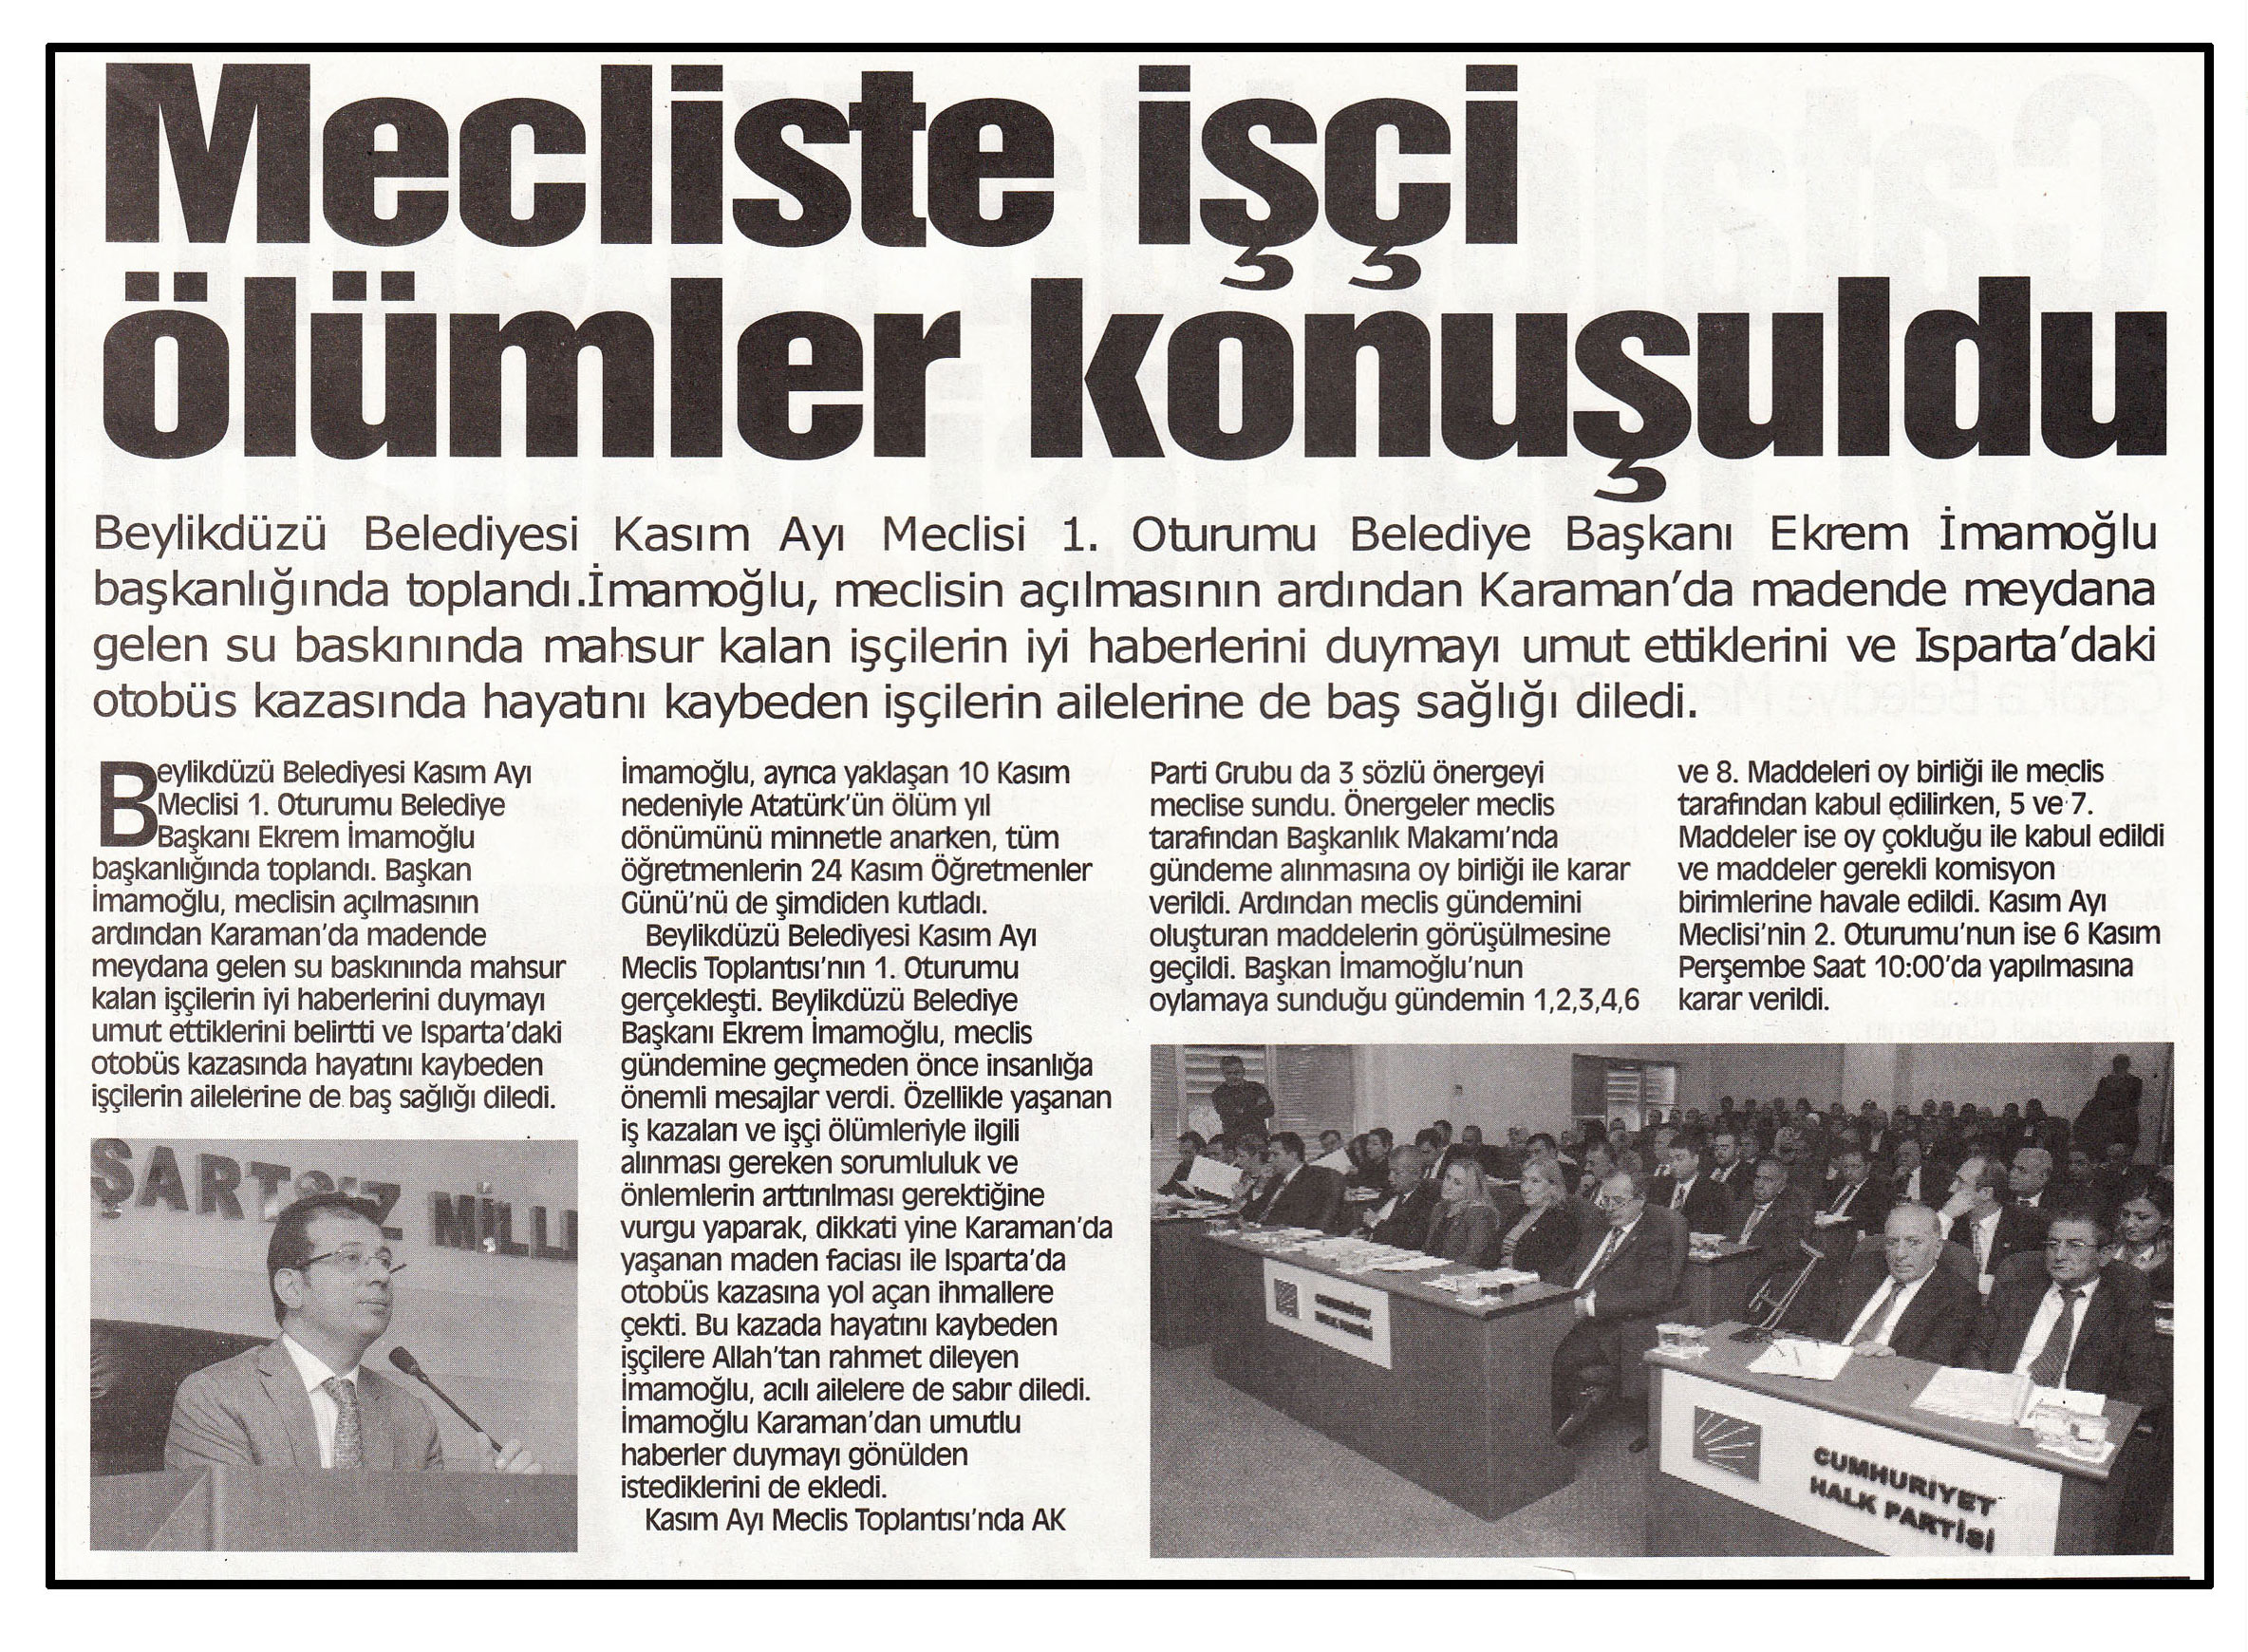 Mecliste işçi
ölümler konuşuldu
Beylikdüzü Belediyesi Kasım Ayı Meclisi 1. Oturumu Belediye Başkanı Ekrem İmamoğlu
başkanlığında toplandı.İmamoğlu, meclisin açılmasının ardından Karaman'da madende meydana
gelen su baskınında mahsur kalan işçilerin iyi haberlerini duymayı umut ettiklerini ve Isparta'daki
otobüs kazasında hayatını kaybeden işçilerin ailelerine de baş sağlığı diledi.
Beylikdüzü Belediyesi Kasım Ayı
Meclisi 1. Oturumu Belediye
Başkanı Ekrem İmamoğlu
başkanlığında toplandı. Başkan
İmamoğlu, meclisin açılmasının
ardından Karaman'da madende
meydana gelen su baskınında mahsur
kalan işçilerin iyi haberlerini duymayı
umut ettiklerini belirtti ve Isparta'daki
otobüs kazasında hayatını kaybeden
işçilerin ailelerine de baş sağlığı diledi.
ŞARTSIZ MİLLİ
İmamoğlu, ayrıca yaklaşan 10 Kasım
nedeniyle Atatürk'ün ölüm yıl
dönümünü minnetle anarken, tüm
öğretmenlerin 24 Kasım Öğretmenler
Günü'nü de şimdiden kutladı.
Beylikdüzü Belediyesi Kasım Ayı
Meclis Toplantısı'nın 1. Oturumu
gerçekleşti. Beylikdüzü Belediye
Başkanı Ekrem İmamoğlu, meclis
gündemine geçmeden önce insanlığa
önemli mesajlar verdi. Özellikle yaşanan
iş kazaları ve işçi ölümleriyle ilgili
alınması gereken sorumluluk ve
önlemlerin arttırılması gerektiğine
vurgu yaparak, dikkati yine Karaman'da
yaşanan maden faciası ile Isparta'da
otobüs kazasına yol açan ihmallere
çekti. Bu kazada hayatını kaybeden
işçilere Allah'tan rahmet dileyen
İmamoğlu, acılı ailelere de sabır diledi.
İmamoğlu Karaman'dan umutlu
haberler duymayı gönülden
istediklerini de ekledi.
Kasım Ayı Meclis Toplantısı'nda AK
Parti Grubu da 3 sözlü önergeyi
meclise sundu. Önergeler meclis
tarafından Başkanlık Makamı'nda
gündeme alınmasına oy birliği ile karar
verildi. Ardından meclis gündemini
oluşturan maddelerin görüşülmesine
geçildi. Başkan İmamoğlu'nun
oylamaya sunduğu gündemin 1,2,3,4,6
ve 8. Maddeleri oy birliği ile meclis
tarafından kabul edilirken, 5 ve 7.
Maddeler ise oy çokluğu ile kabul edildi
ve maddeler gerekli komisyon
birimlerine havale edildi. Kasım Ayı
Meclisi'nin 2. Oturumu'nun ise 6 Kasım
Perşembe Saat 10:00'da yapılmasına
karar verildi.
CUMHURİYET
HALK PARTİSİ
CUMHURİYET
HALK PARTİSİ